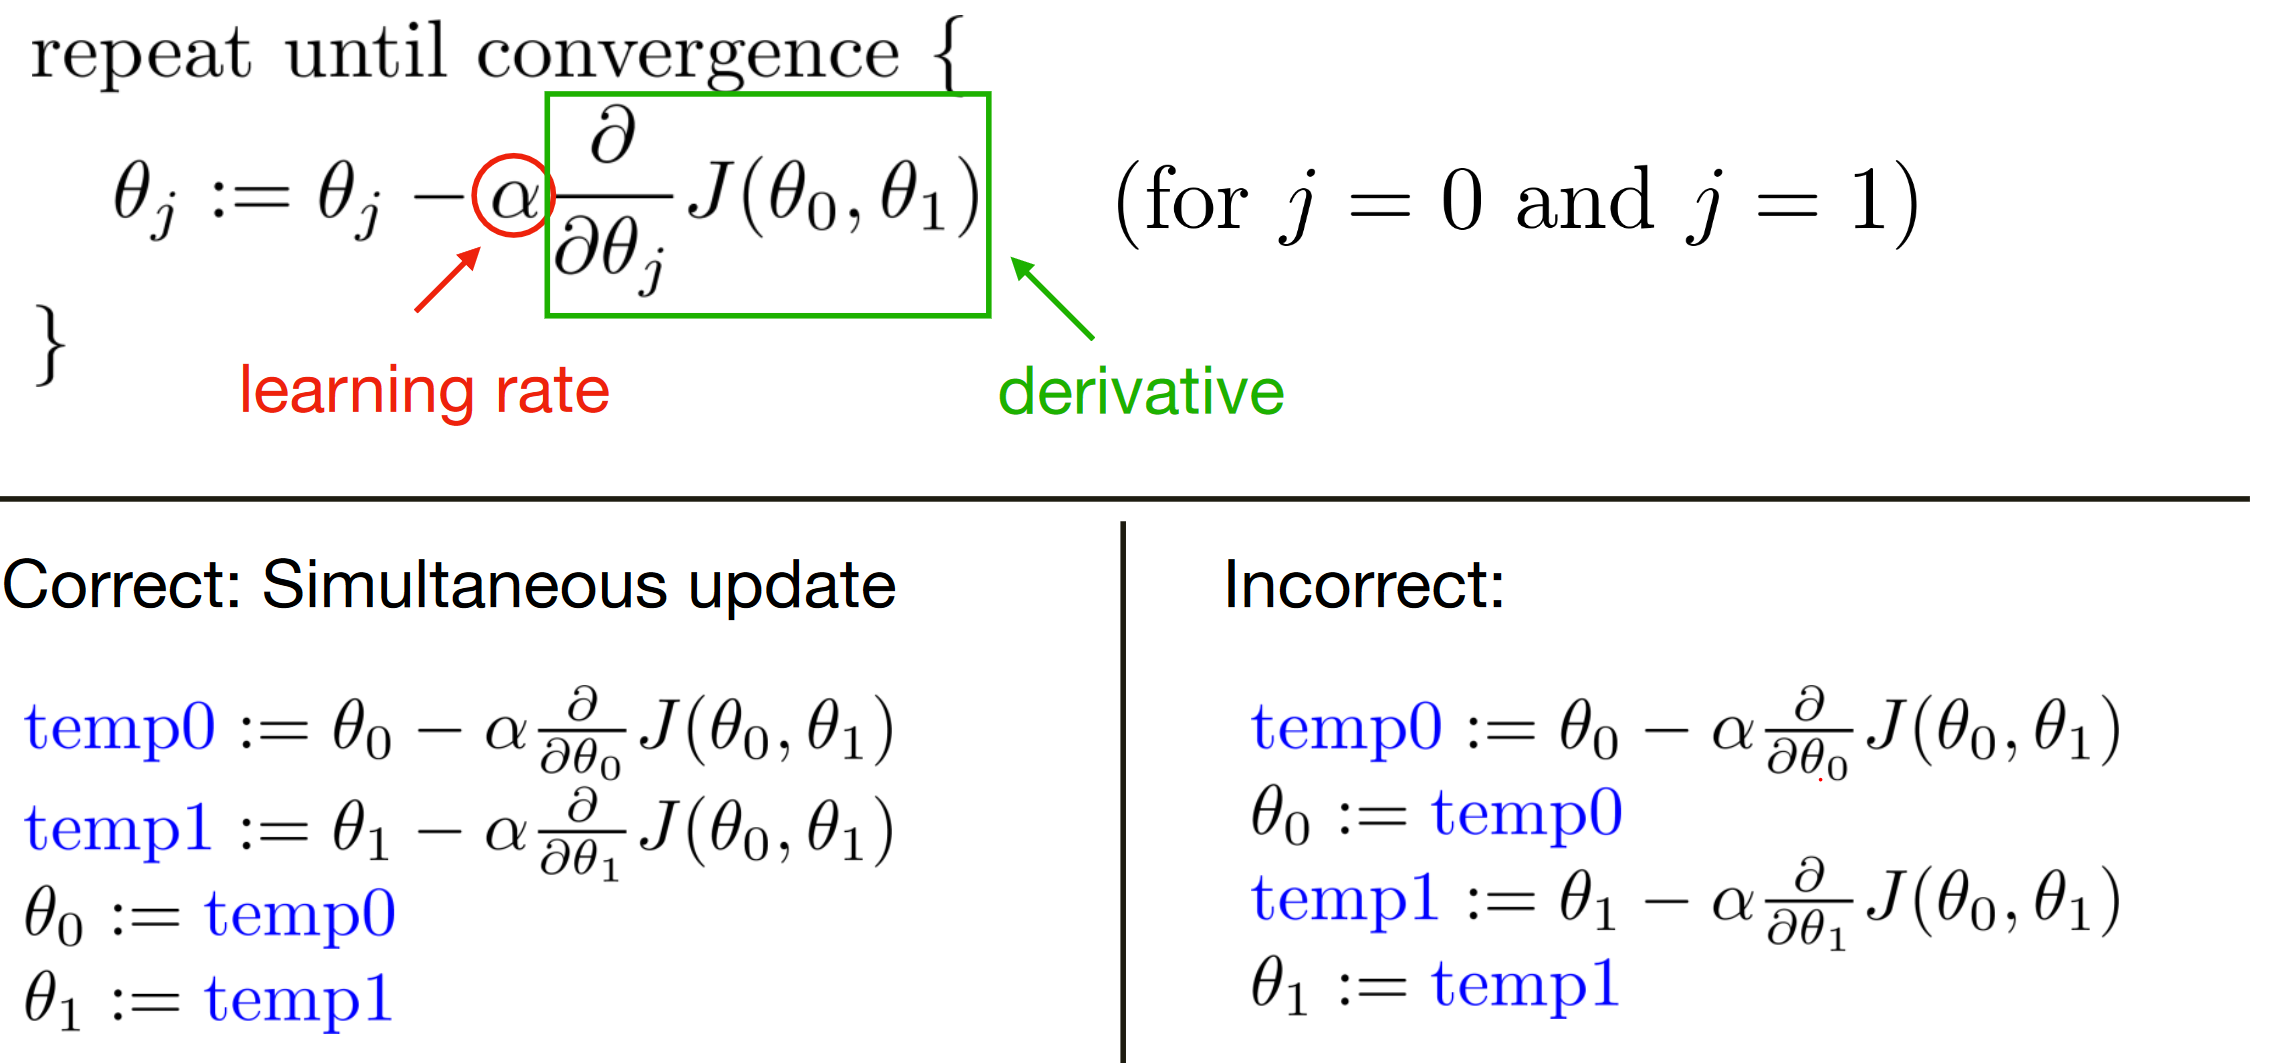 repeat until convergence {
θ_j := θ_j − α ∂/∂θ_j J(θ_0, θ_1) (for j = 0 and j = 1)
}
learning rate
derivative
Correct: Simultaneous update
temp0 := θ_0 − α ∂/∂θ_0 J(θ_0, θ_1)
temp1 := θ_1 − α ∂/∂θ_1 J(θ_0, θ_1)
θ_0 := temp0
θ_1 := temp1
Incorrect:
temp0 := θ_0 − α ∂/∂θ_0 J(θ_0, θ_1)
θ_0 := temp0
temp1 := θ_1 − α ∂/∂θ_1 J(θ_0, θ_1)
θ_1 := temp1